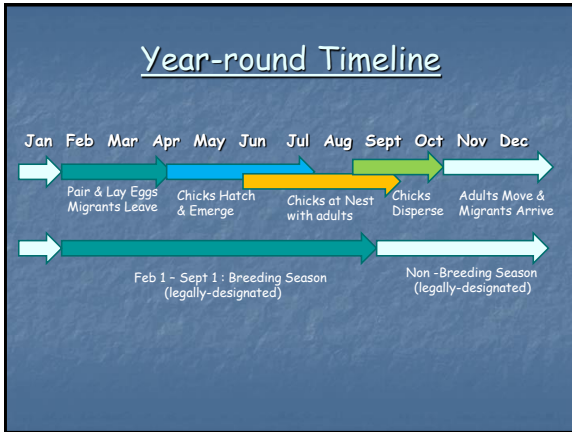 Year-round Timeline
Jan Feb Mar Apr May Jun Jul Aug Sept Oct Nov Dec
Pair & Lay Eggs
Migrants Leave
Chicks Hatch
& Emerge
Chicks at Nest
with adults
Chicks
Disperse
Adults Move &
Migrants Arrive
Feb 1 – Sept 1 : Breeding Season
(legally-designated)
Non -Breeding Season
(legally-designated)